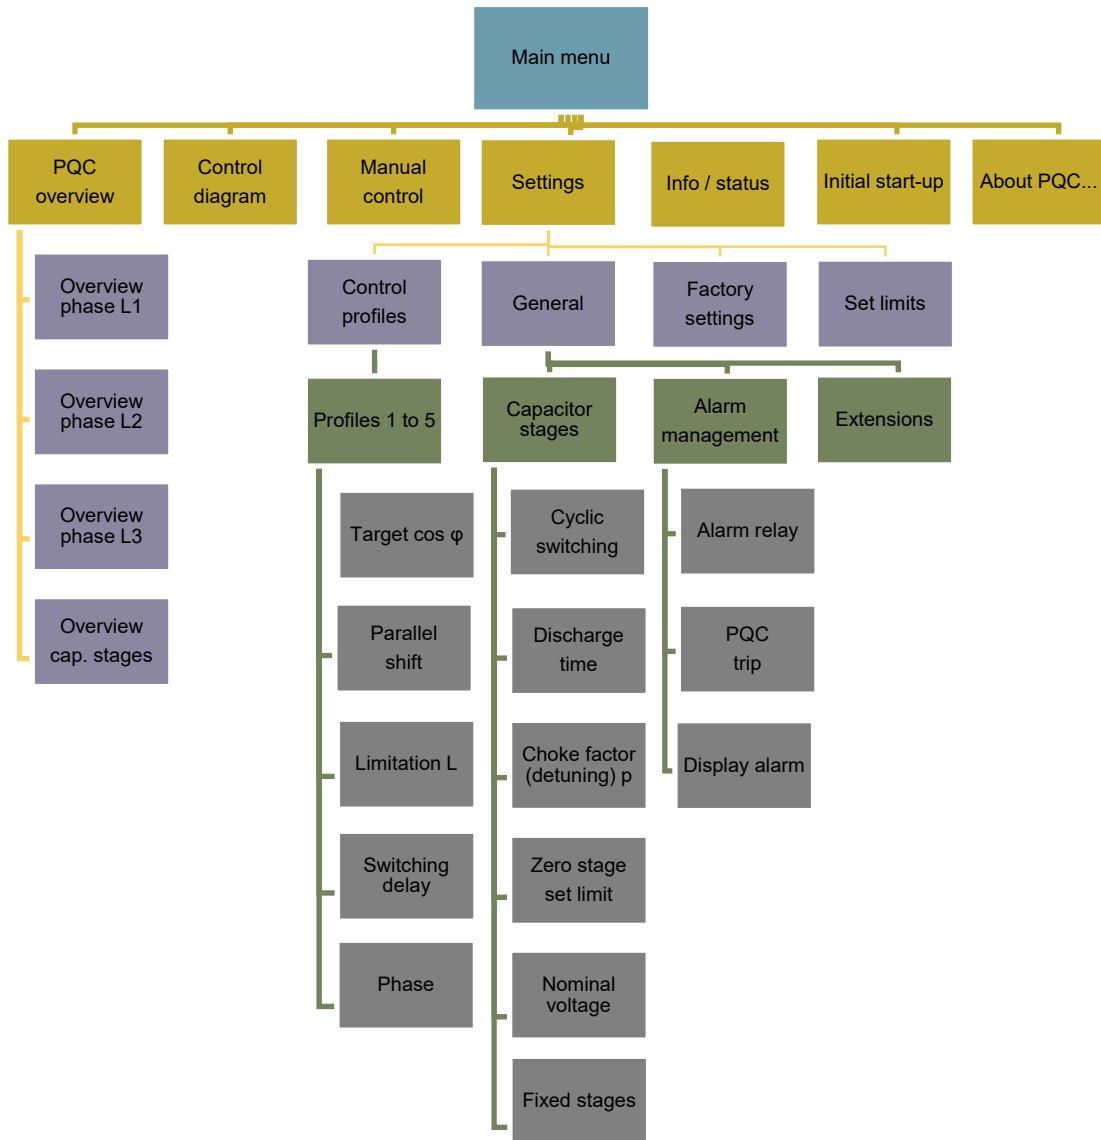 Main menu
PQC
overview
Control
diagram
Manual
control
Settings
Info / status
Initial start-up
About PQC...
Overview
phase L1
Overview
phase L2
Overview
phase L3
Overview
cap. stages
Control
profiles
General
Factory
settings
Set limits
Profiles 1 to 5
Capacitor
stages
Alarm
management
Extensions
Target cos φ
Parallel
shift
Limitation L
Switching
delay
Phase
Cyclic
switching
Discharge
time
Choke factor
(detuning) p
Zero stage
set limit
Nominal
voltage
Fixed stages
Alarm relay
PQC
trip
Display alarm